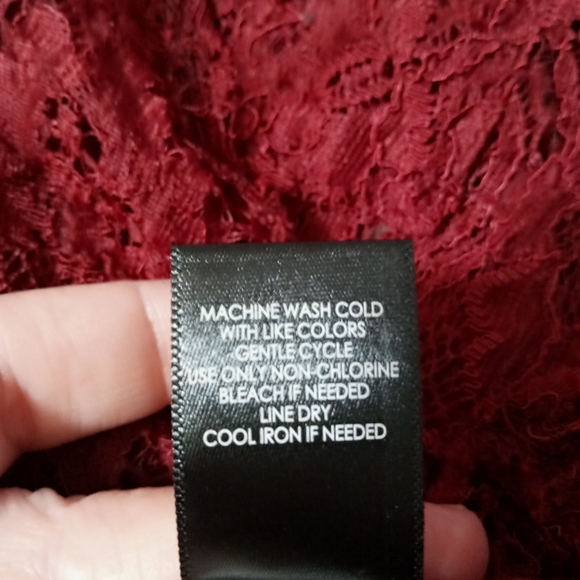 MACHINE WASH COLD
WITH LIKE COLORS
GENTLE CYCLE
USE ONLY NON-CHLORINE
BLEACH IF NEEDED
LINE DRY
COOL IRON IF NEEDED